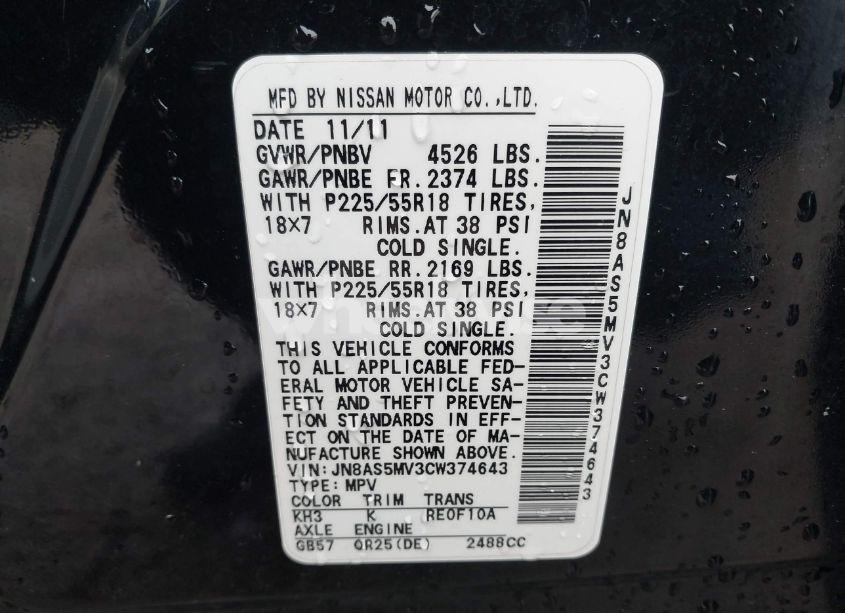 MFD BY NISSAN MOTOR CO.,LTD.
DATE 11/11
GVWR/PNBV 4526 LBS.
GAWR/PNBE FR. 2374 LBS.
WITH P225/55R18 TIRES,
18×7 RIMS. AT 38 PSI
COLD SINGLE.
GAWR/PNBE RR. 2169 LBS.
WITH P225/55R18 TIRES,
18×7 RIMS. AT 38 PSI
COLD SINGLE.
THIS VEHICLE CONFORMS
TO ALL APPLICABLE FED-
ERAL MOTOR VEHICLE SA-
FETY AND THEFT PREVEN-
TION STANDARDS IN EFF-
ECT ON THE DATE OF MA-
NUFACTURE SHOWN ABOVE.
VIN:JN8AS5MV3CW374643
TYPE: MPV
COLOR TRIM TRANS
KH3 K RE0F10A
AXLE ENGINE
GB57 QR25(DE) 2488CC
JN8AS5MV3CW374643